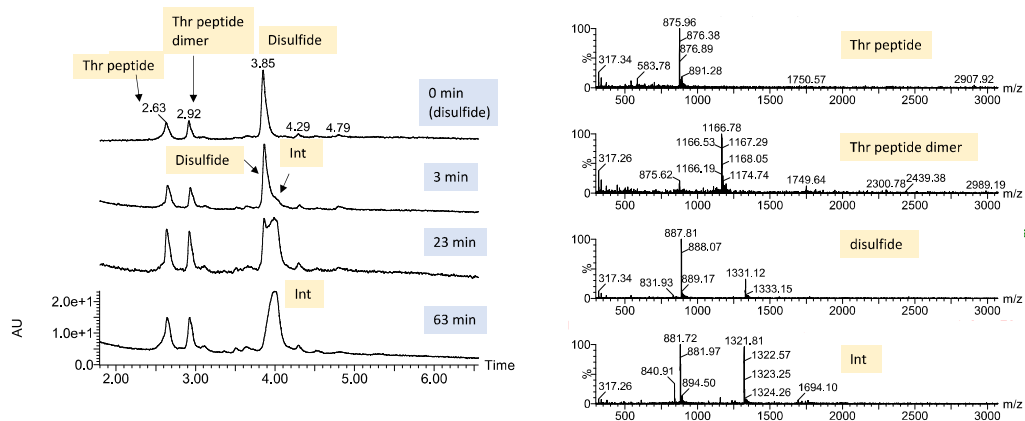 Thr peptide
Thr peptide
dimer
Disulfide
3.85
2.63
2.92
4.29
4.79
0 min
(disulfide)
Disulfide
Int
3 min
23 min
Int
63 min
2.0e+1
1.0e+1
0.0
AU
Time
2.00 3.00 4.00 5.00 6.00
100
%
875.96
876.38
876.89
891.28
317.34
583.78
1750.57
2907.92
Thr peptide
m/z
500 1000 1500 2000 2500 3000
100
%
1166.78
1166.53
1167.29
1168.05
1166.19
1174.74
317.26
875.62
1749.64
2300.78
2439.38
2989.19
Thr peptide dimer
m/z
500 1000 1500 2000 2500 3000
100
%
887.81
888.07
889.17
831.93
317.34
1331.12
1333.15
disulfide
m/z
500 1000 1500 2000 2500 3000
100
%
881.72
881.97
840.91
894.50
317.26
1321.81
1322.57
1323.25
1324.26
1694.10
Int
m/z
500 1000 1500 2000 2500 3000